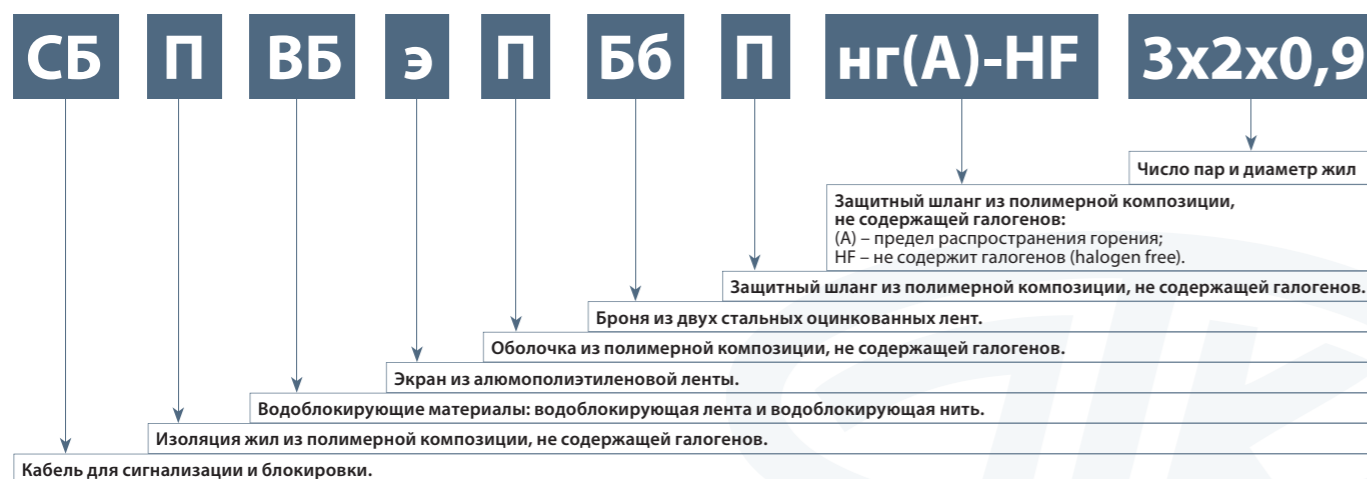 СБ П ВБ э П Бб П нг(А)-HF 3х2х0,9
Число пар и диаметр жил
Защитный шланг из полимерной композиции,
не содержащей галогенов:
(А) – предел распространения горения;
HF – не содержит галогенов (halogen free).
Защитный шланг из полимерной композиции, не содержащей галогенов.
Броня из двух стальных оцинкованных лент.
Оболочка из полимерной композиции, не содержащей галогенов.
Экран из алюмополиэтиленовой ленты.
Водоблокирующие материалы: водоблокирующая лента и водоблокирующая нить.
Изоляция жил из полимерной композиции, не содержащей галогенов.
Кабель для сигнализации и блокировки.